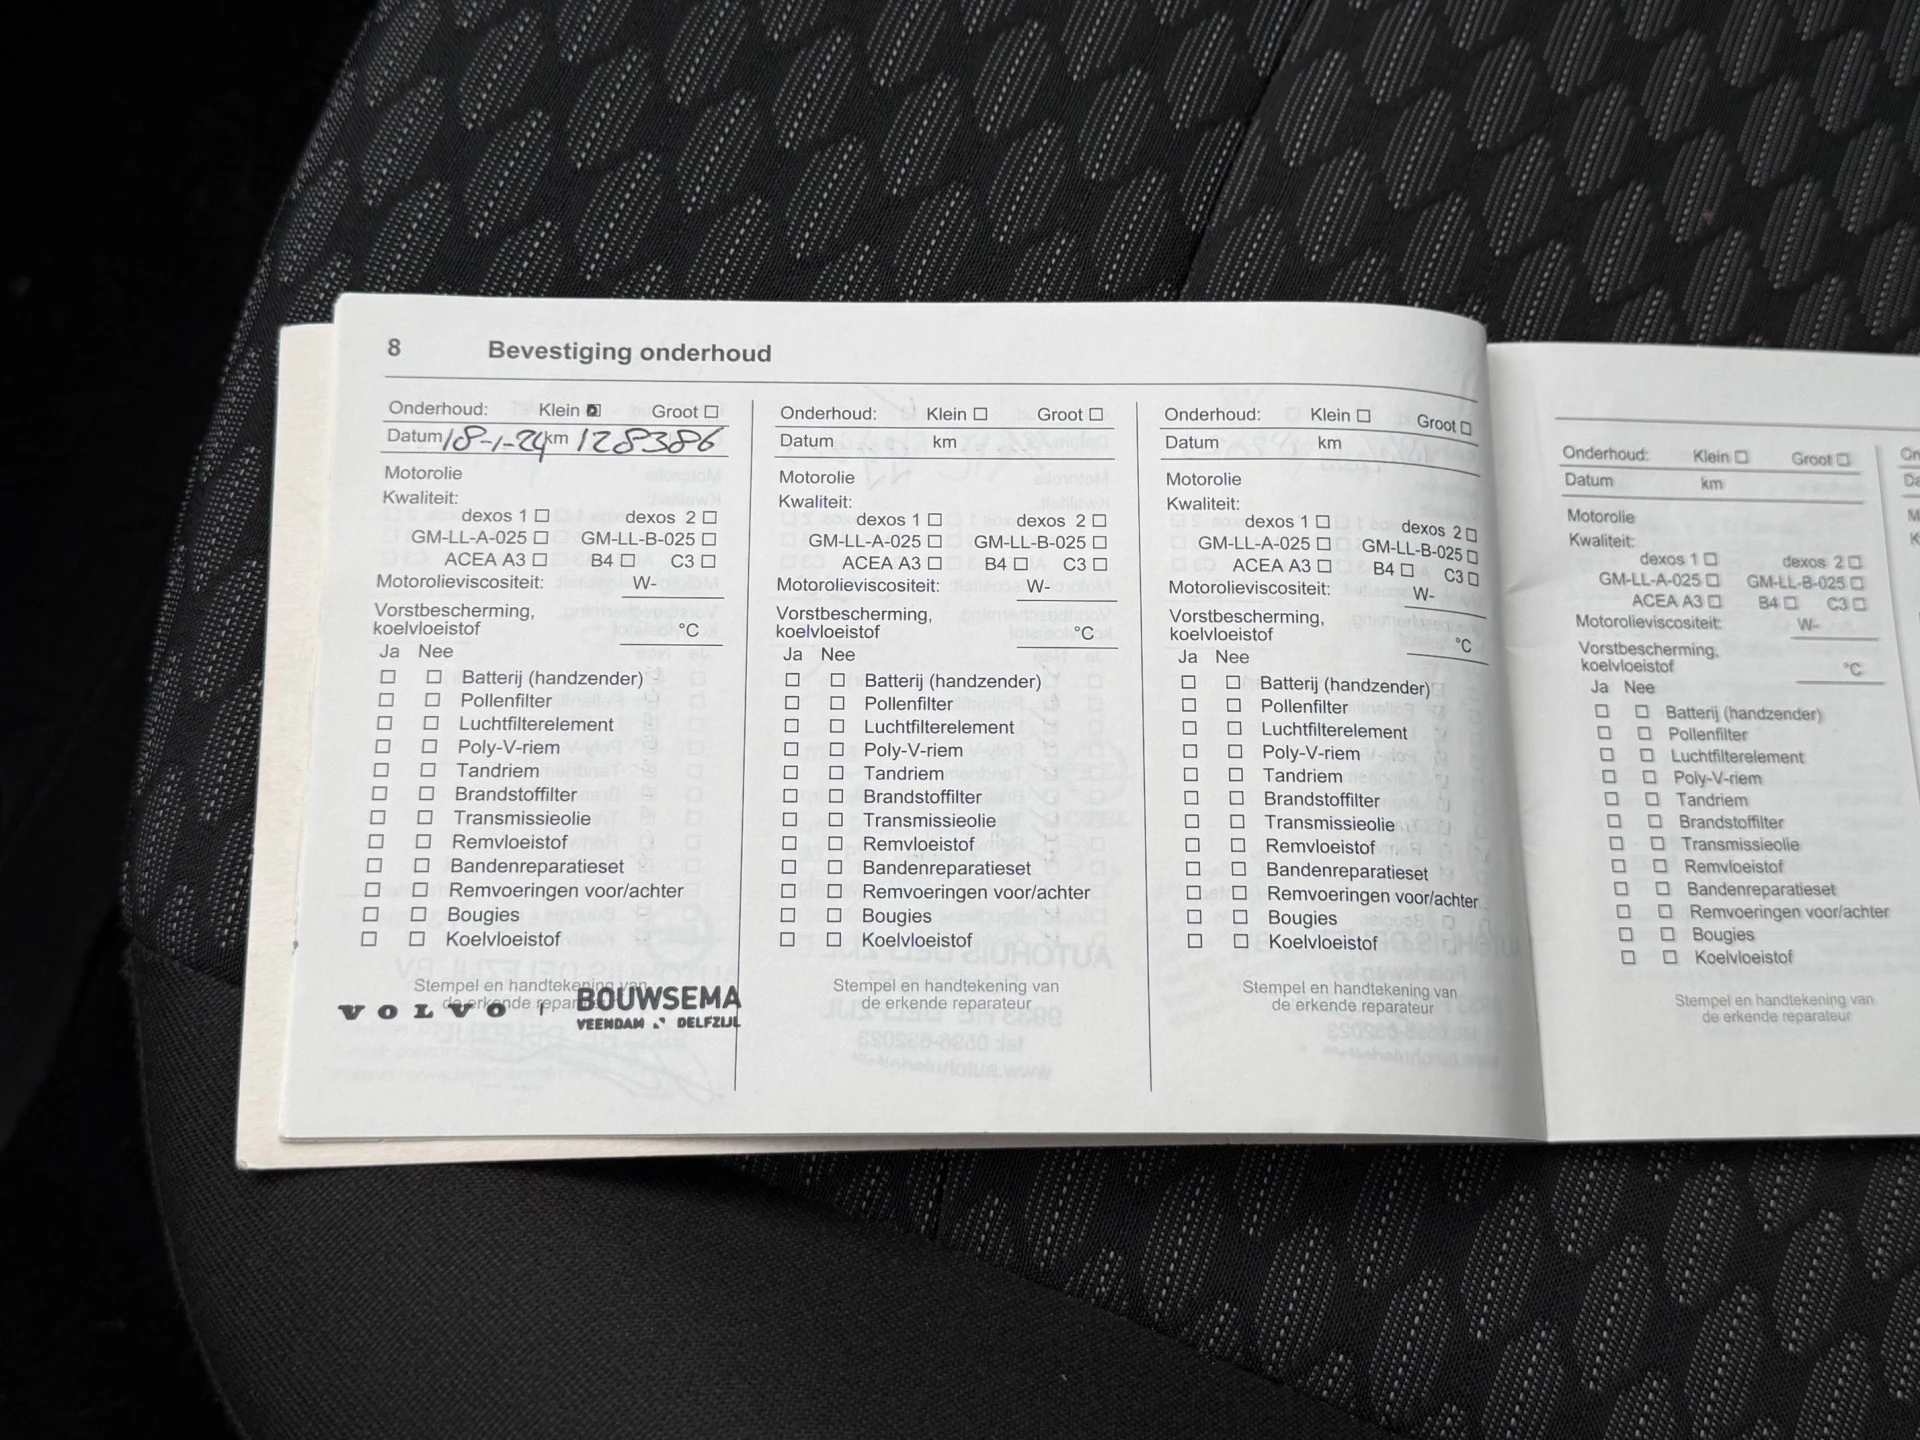 8 Bevestiging onderhoud
Onderhoud: Klein Groot
Datum 18-1-24 km 128386
Motorolie
Kwaliteit:
dexos 1 dexos 2
GM-LL-A-025 GM-LL-B-025
ACEA A3 B4 C3
Motorolieviscositeit: W-
Vorstbescherming,
koelvloeistof °C
Ja Nee
Batterij (handzender)
Pollenfilter
Luchtfilterelement
Poly-V-riem
Tandriem
Brandstoffilter
Transmissieolie
Remvloeistof
Bandenreparatieset
Remvoeringen voor/achter
Bougies
Koelvloeistof
Stempel en handtekening van
de erkende repar
VOLVO BOUWSEMA
VEENDAM DELFZIJL
Onderhoud: Klein Groot
Datum km
Motorolie
Kwaliteit:
dexos 1 dexos 2
GM-LL-A-025 GM-LL-B-025
ACEA A3 B4 C3
Motorolieviscositeit: W-
Vorstbescherming,
koelvloeistof °C
Ja Nee
Batterij (handzender)
Pollenfilter
Luchtfilterelement
Poly-V-riem
Tandriem
Brandstoffilter
Transmissieolie
Remvloeistof
Bandenreparatieset
Remvoeringen voor/achter
Bougies
Koelvloeistof
Stempel en handtekening van
de erkende reparateur
Onderhoud: Klein Groot
Datum km
Motorolie
Kwaliteit:
dexos 1 dexos 2
GM-LL-A-025 GM-LL-B-025
ACEA A3 B4 C3
Motorolieviscositeit: W-
Vorstbescherming,
koelvloeistof °C
Ja Nee
Batterij (handzender)
Pollenfilter
Luchtfilterelement
Poly-V-riem
Tandriem
Brandstoffilter
Transmissieolie
Remvloeistof
Bandenreparatieset
Remvoeringen voor/achter
Bougies
Koelvloeistof
Stempel en handtekening van
de erkende reparateur
Onderhoud: Klein Groot
Datum km
Motorolie
Kwaliteit:
dexos 1 dexos 2
GM-LL-A-025 GM-LL-B-025
ACEA A3 B4 C3
Motorolieviscositeit: W-
Vorstbescherming,
koelvloeistof °C
Ja Nee
Batterij (handzender)
Pollenfilter
Luchtfilterelement
Poly-V-riem
Tandriem
Brandstoffilter
Transmissieolie
Remvloeistof
Bandenreparatieset
Remvoeringen voor/achter
Bougies
Koelvloeistof
Stempel en handtekening van
de erkende reparateur